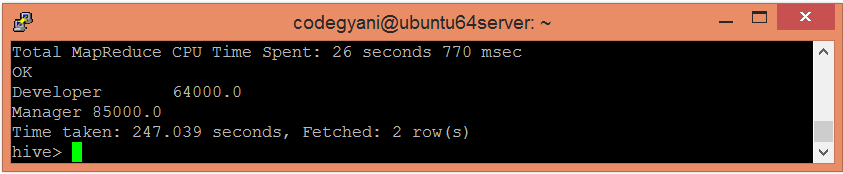 codegyani@ubuntu64server: ~
Total MapReduce CPU Time Spent: 26 seconds 770 msec
OK
Developer       64000.0
Manager 85000.0
Time taken: 247.039 seconds, Fetched: 2 row(s)
hive>